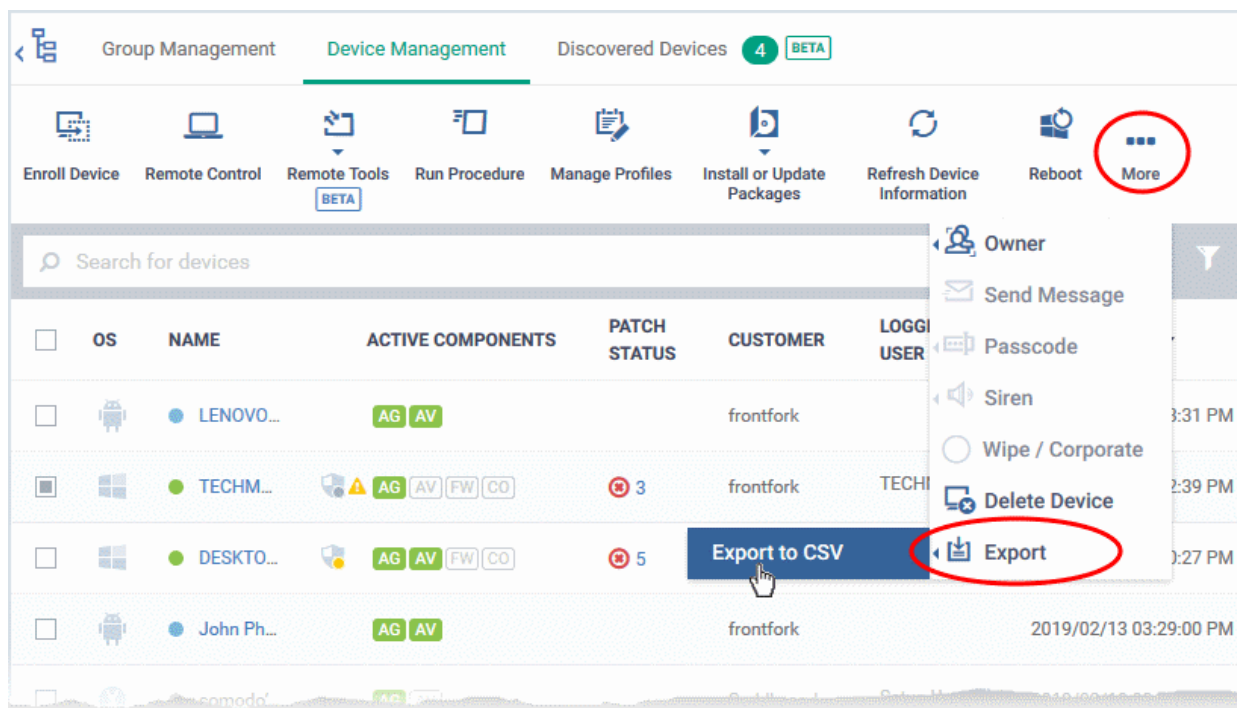 Group Management Device Management Discovered Devices 4 BETA
Enroll Device Remote Control Remote Tools Run Procedure Manage Profiles Install or Update Refresh Device Reboot More
BETA Packages Information
Owner
Search for devices
Send Message
OS NAME ACTIVE COMPONENTS PATCH STATUS CUSTOMER USER
Passcode
Siren
LENOVO... AG AV frontfork 3:31 PM
Wipe / Corporate
TECHM... AG AV FW CO 3 frontfork 2:39 PM
Delete Device
DESKTO... AG AV FW CO 5 Export to CSV Export 0:27 PM
John Ph... AG AV frontfork 2019/02/13 03:29:00 PM